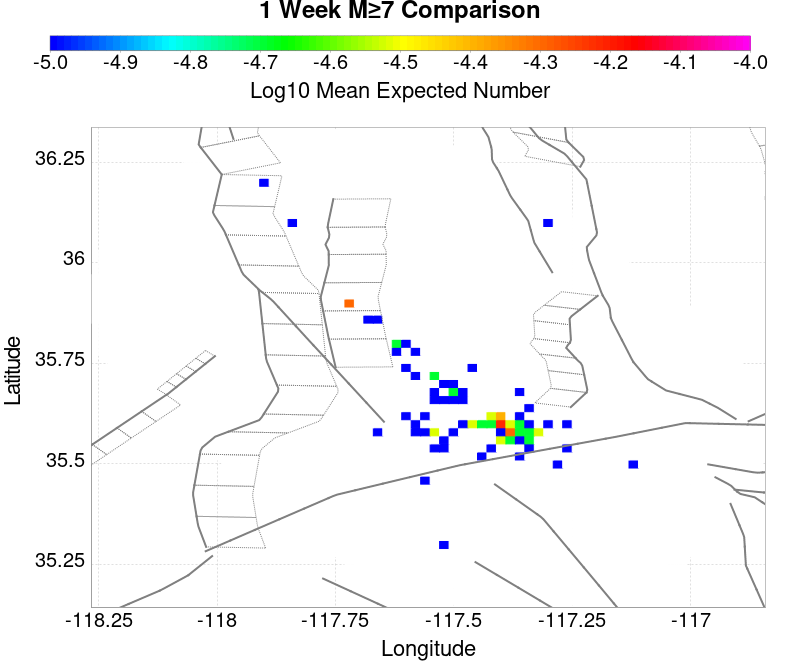 1 Week M≥7 Comparison
-5.0 -4.9 -4.8 -4.7 -4.6 -4.5 -4.4 -4.3 -4.2 -4.1 -4.0
Log10 Mean Expected Number
36.25
36
35.75
35.5
35.25
Latitude
-118.25 -118 -117.75 -117.5 -117.25 -117
Longitude